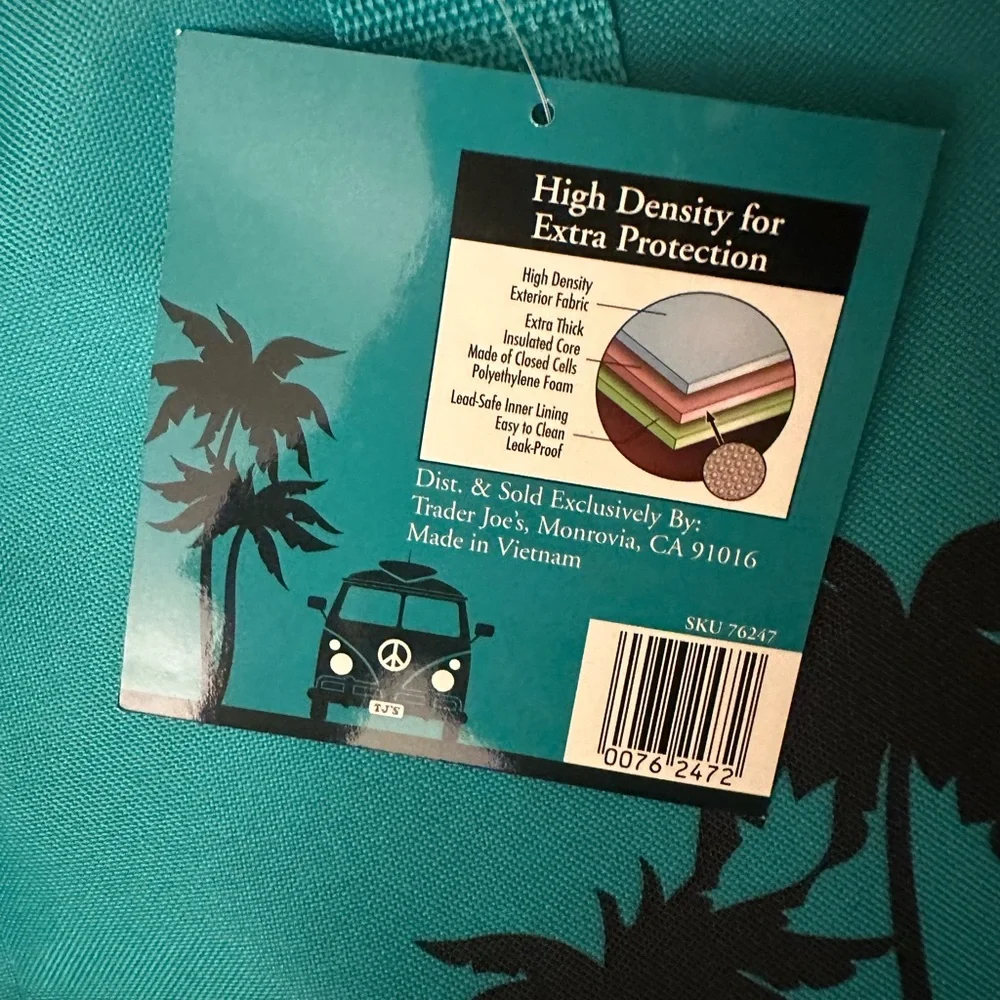 High Density for
Extra Protection
High Density
Exterior Fabric
Extra Thick
Insulated Core
Made of Closed Cells
Polyethylene Foam
Lead-Safe Inner Lining
Easy to Clean
Leak-Proof
Dist. & Sold Exclusively By:
Trader Joe's, Monrovia, CA 91016
Made in Vietnam
TJ'S
SKU 76247
0076 2472